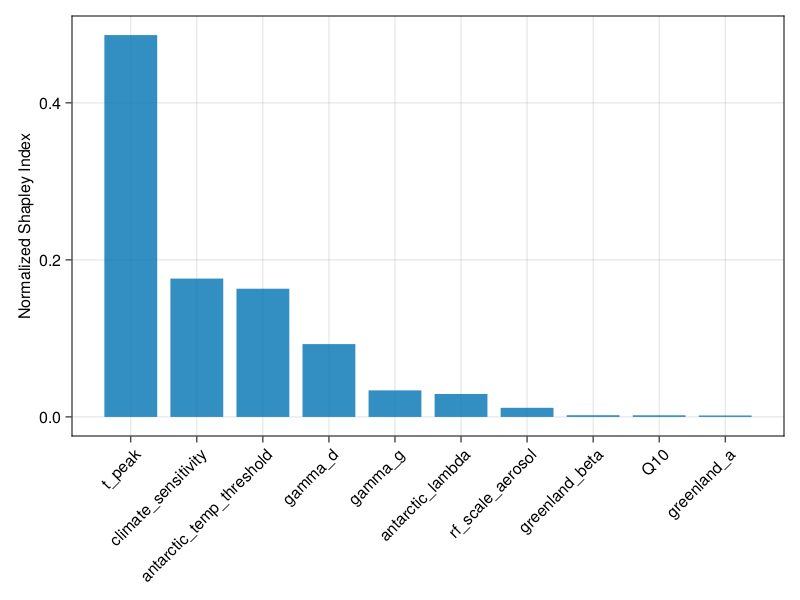 Normalized Shapley Index
0.4
0.2
0.0
t_peak
climate_sensitivity
antarctic_temp_threshold
gamma_d
gamma_g
antarctic_lambda
rf_scale_aerosol
greenland_beta
Q10
greenland_a